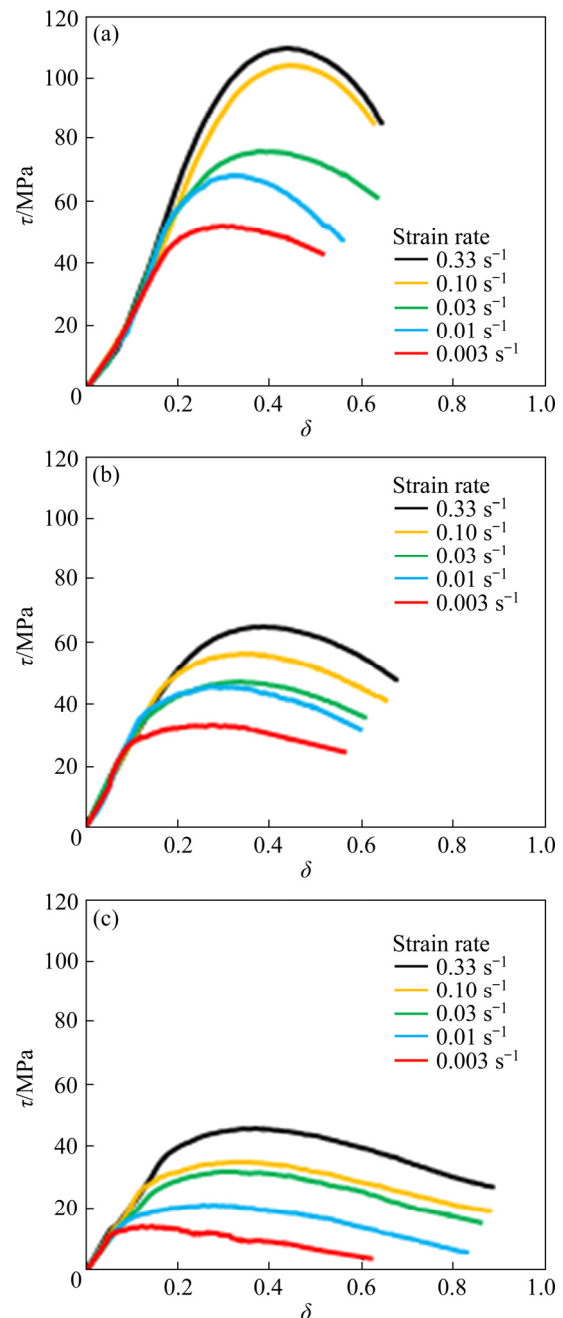 (a)
120
100
80
60
40
20
0
τ/MPa
0.2 0.4 0.6 0.8 1.0
δ
Strain rate
0.33 s⁻¹
0.10 s⁻¹
0.03 s⁻¹
0.01 s⁻¹
0.003 s⁻¹
(b)
120
100
80
60
40
20
0
τ/MPa
0.2 0.4 0.6 0.8 1.0
δ
Strain rate
0.33 s⁻¹
0.10 s⁻¹
0.03 s⁻¹
0.01 s⁻¹
0.003 s⁻¹
(c)
120
100
80
60
40
20
0
τ/MPa
0.2 0.4 0.6 0.8 1.0
δ
Strain rate
0.33 s⁻¹
0.10 s⁻¹
0.03 s⁻¹
0.01 s⁻¹
0.003 s⁻¹